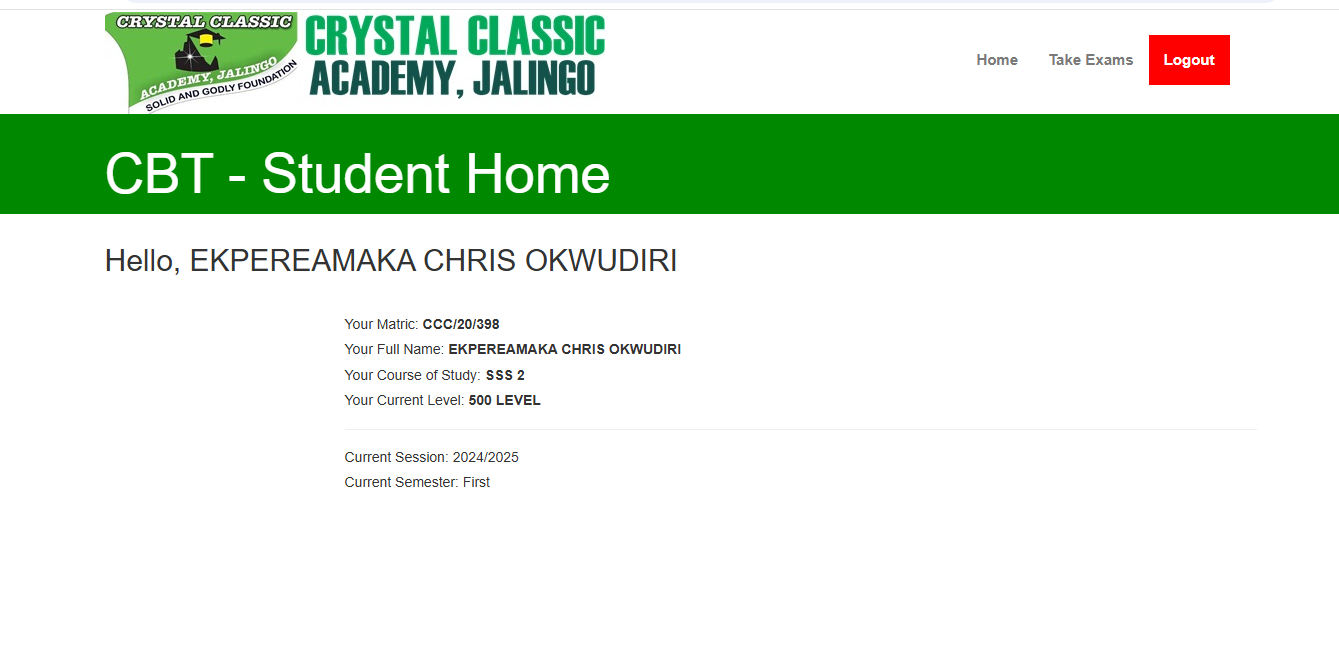 CRYSTAL CLASSIC
ACADEMY, JALINGO
SOLID AND GODLY FOUNDATION
CRYSTAL CLASSIC
ACADEMY, JALINGO
Home Take Exams Logout
CBT - Student Home
Hello, EKPEREAMAKA CHRIS OKWUDIRI
Your Matric: CCC/20/398
Your Full Name: EKPEREAMAKA CHRIS OKWUDIRI
Your Course of Study: SSS 2
Your Current Level: 500 LEVEL
Current Session: 2024/2025
Current Semester: First